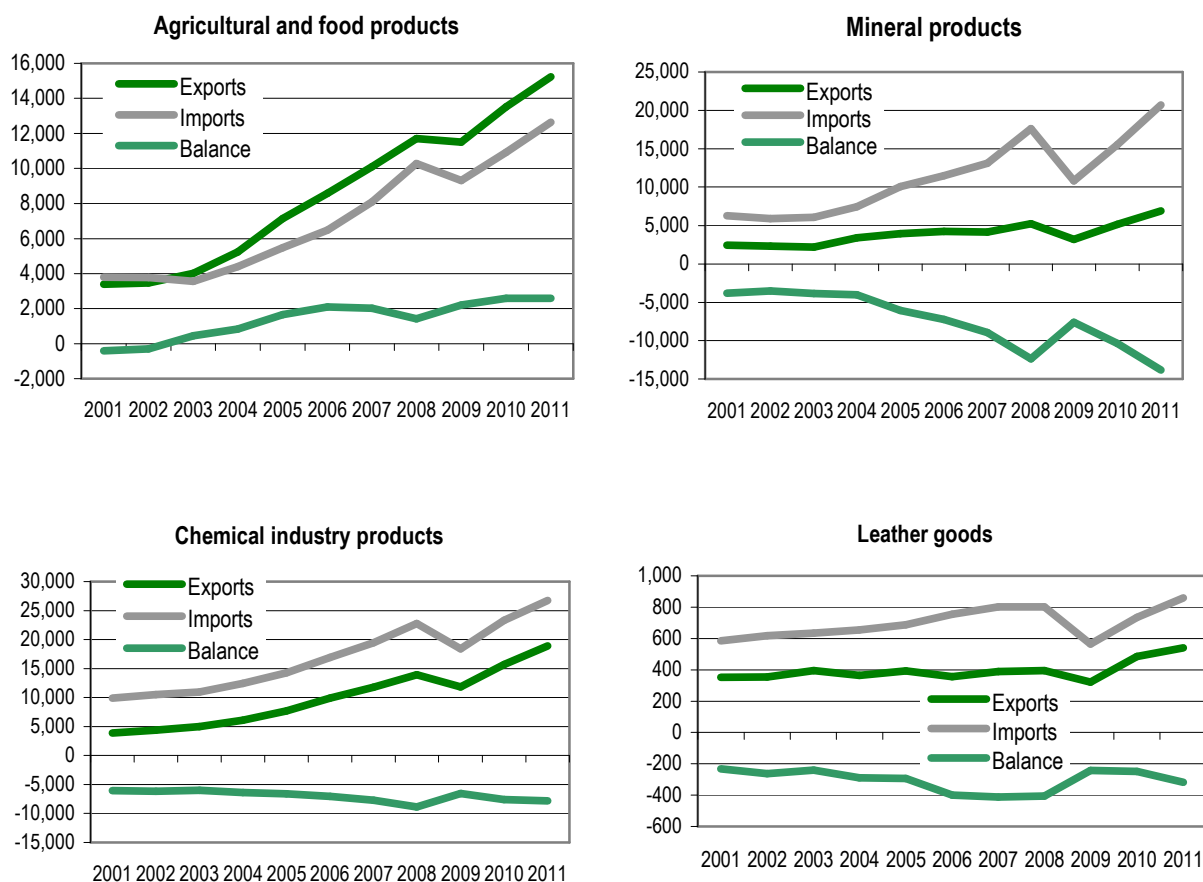 Agricultural and food products
16,000
14,000
12,000
10,000
8,000
6,000
4,000
2,000
0
-2,000
Exports
Imports
Balance
2001 2002 2003 2004 2005 2006 2007 2008 2009 2010 2011
Mineral products
25,000
20,000
15,000
10,000
5,000
0
-5,000
-10,000
-15,000
Exports
Imports
Balance
2001 2002 2003 2004 2005 2006 2007 2008 2009 2010 2011
Chemical industry products
30,000
25,000
20,000
15,000
10,000
5,000
0
-5,000
-10,000
-15,000
Exports
Imports
Balance
2001 2002 2003 2004 2005 2006 2007 2008 2009 2010 2011
Leather goods
1,000
800
600
400
200
0
-200
-400
-600
Exports
Imports
Balance
2001 2002 2003 2004 2005 2006 2007 2008 2009 2010 2011